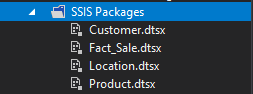 SSIS Packages
Customer.dtsx
Fact_Sale.dtsx
Location.dtsx
Product.dtsx